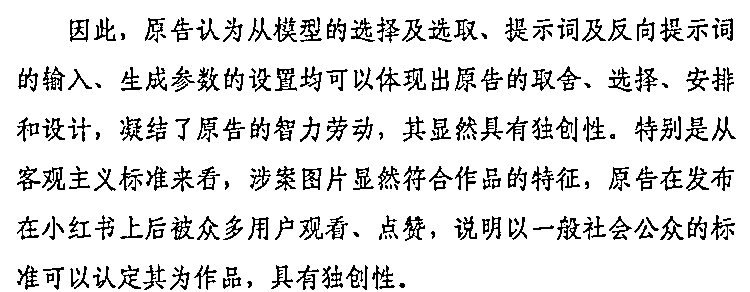 因此，原告认为从模型的选择及选取、提示词及反向提示词
的输入、生成参数的设置均可以体现出原告的取舍、选择、安排
和设计，凝结了原告的智力劳动，其显然具有独创性。特别是从
客观主义标准来看，涉案图片显然符合作品的特征，原告在发布
在小红书上后被众多用户观看、点赞，说明以一般社会公众的标
准可以认定其为作品，具有独创性。